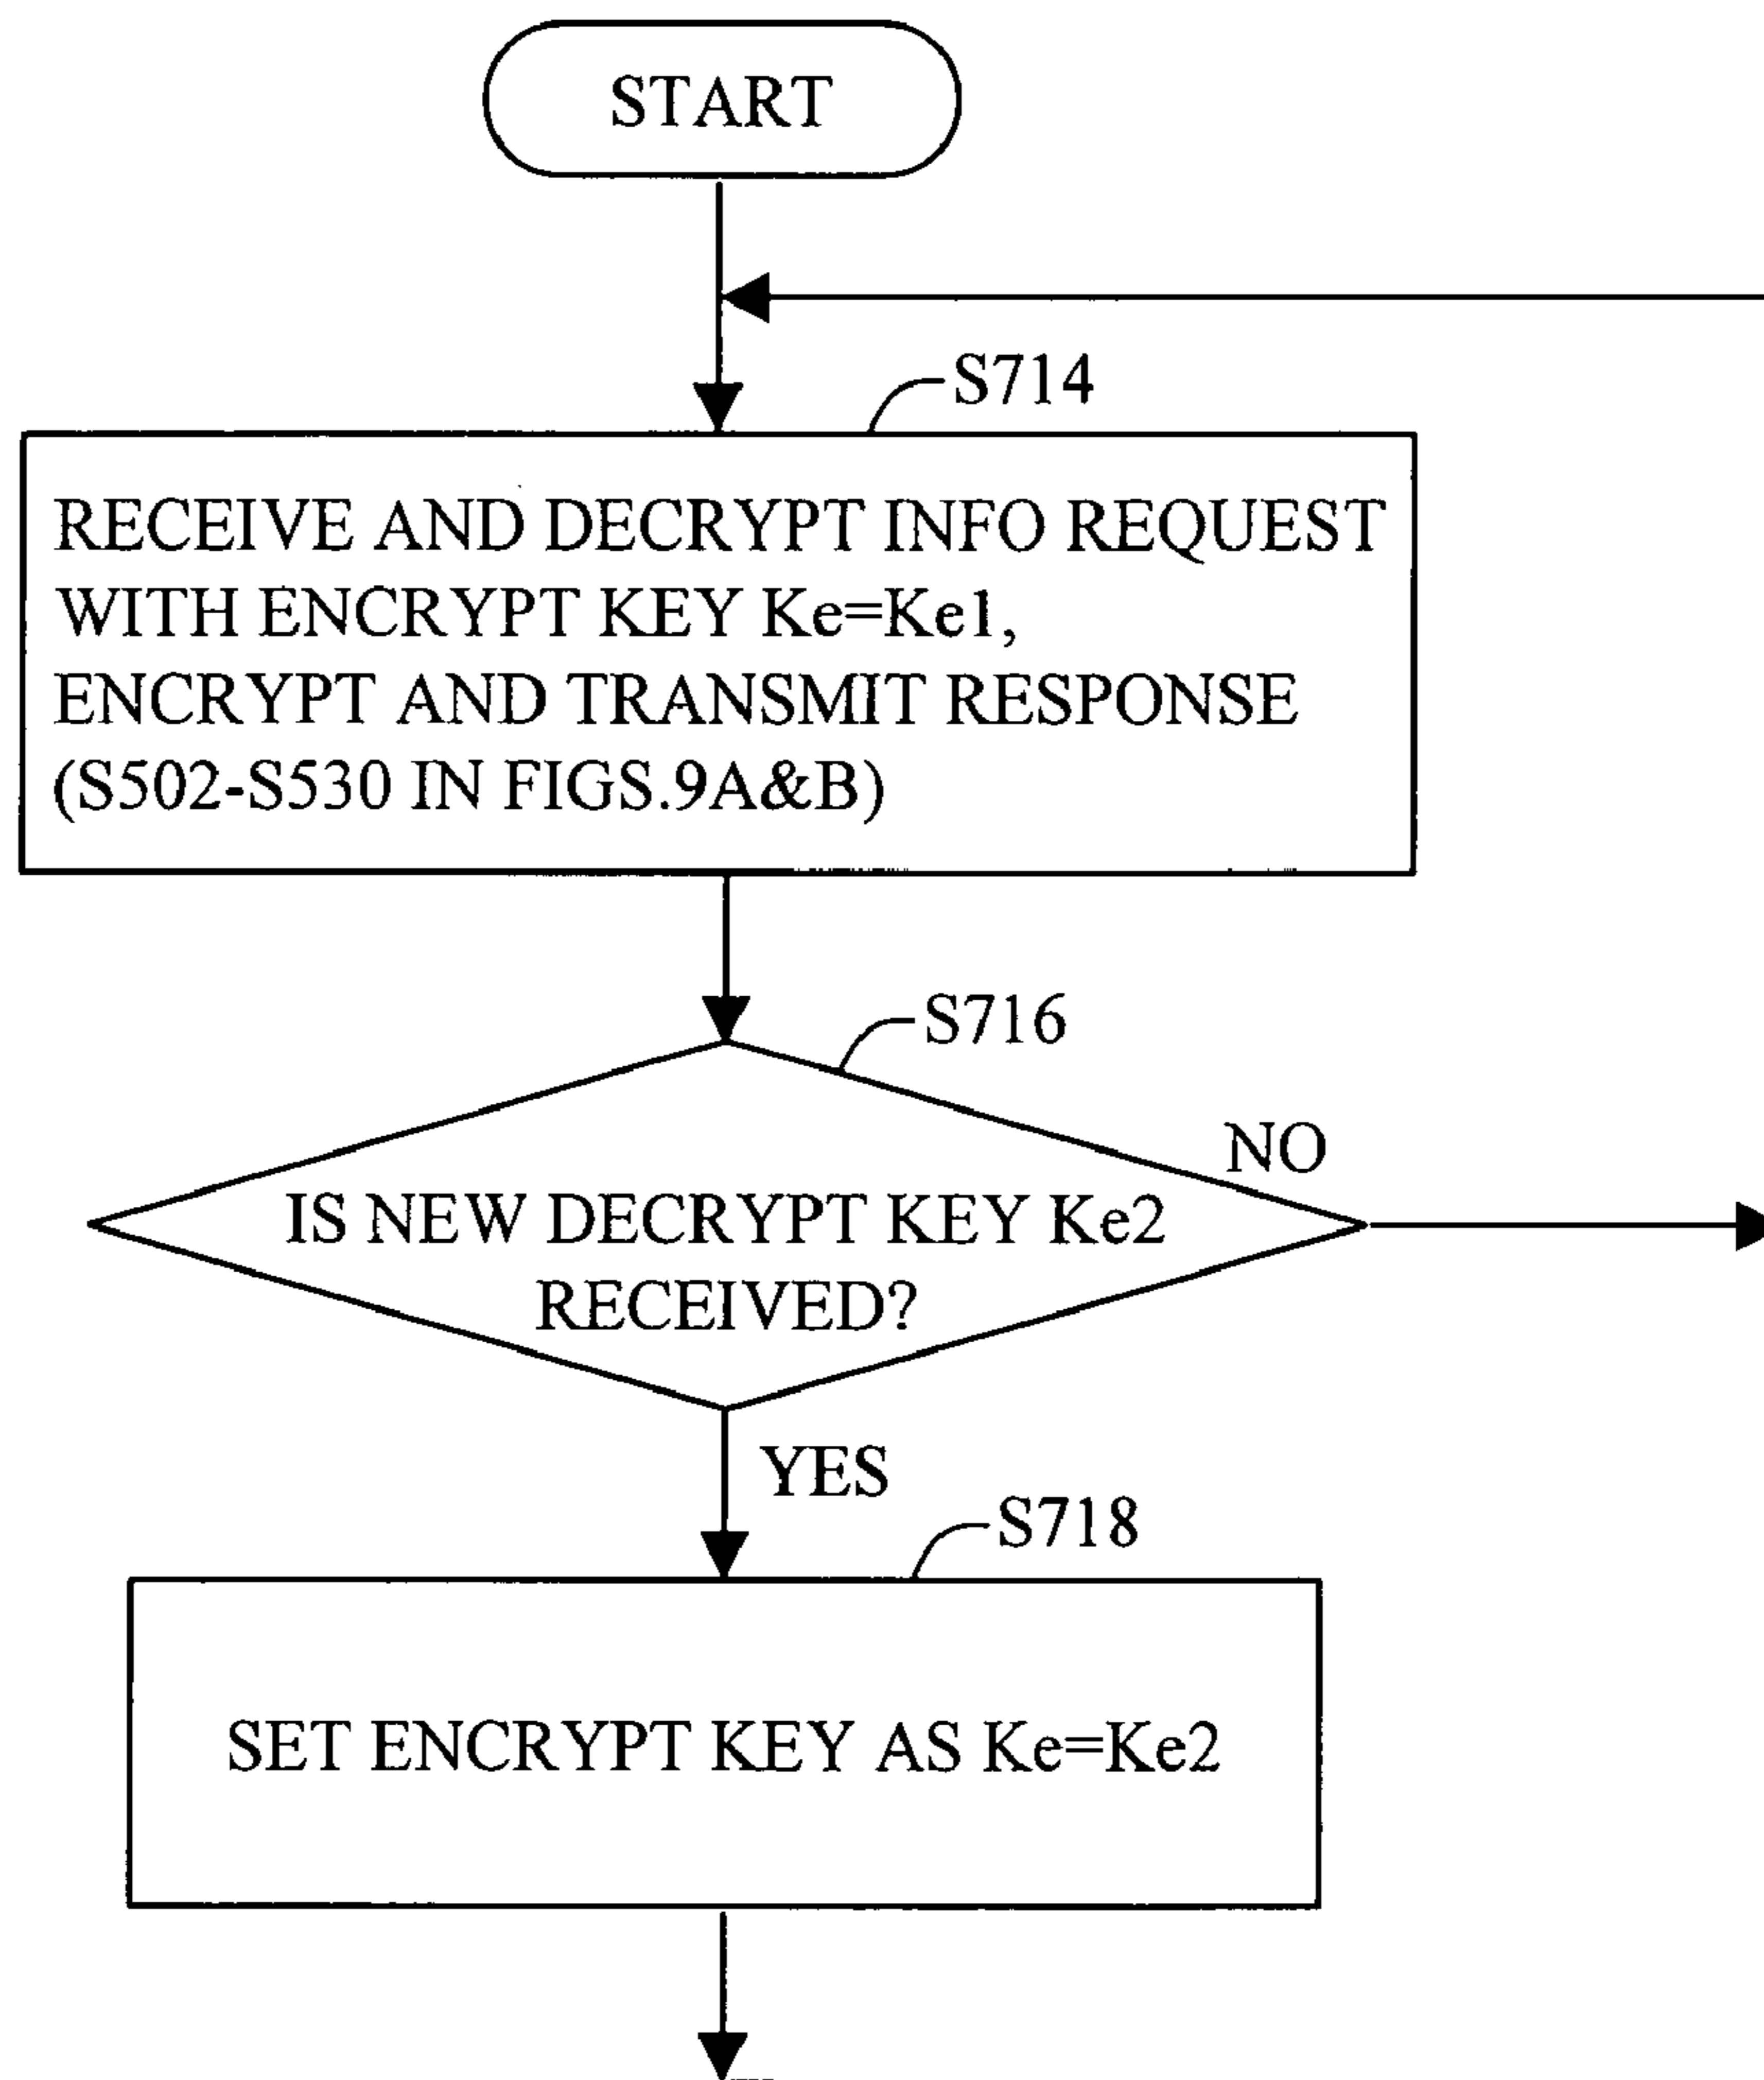 START
S714
RECEIVE AND DECRYPT INFO REQUEST
WITH ENCRYPT KEY Ke=Ke1,
ENCRYPT AND TRANSMIT RESPONSE
(S502-S530 IN FIGS.9A&B)
S716
NO
IS NEW DECRYPT KEY Ke2
RECEIVED?
YES
S718
SET ENCRYPT KEY AS Ke=Ke2